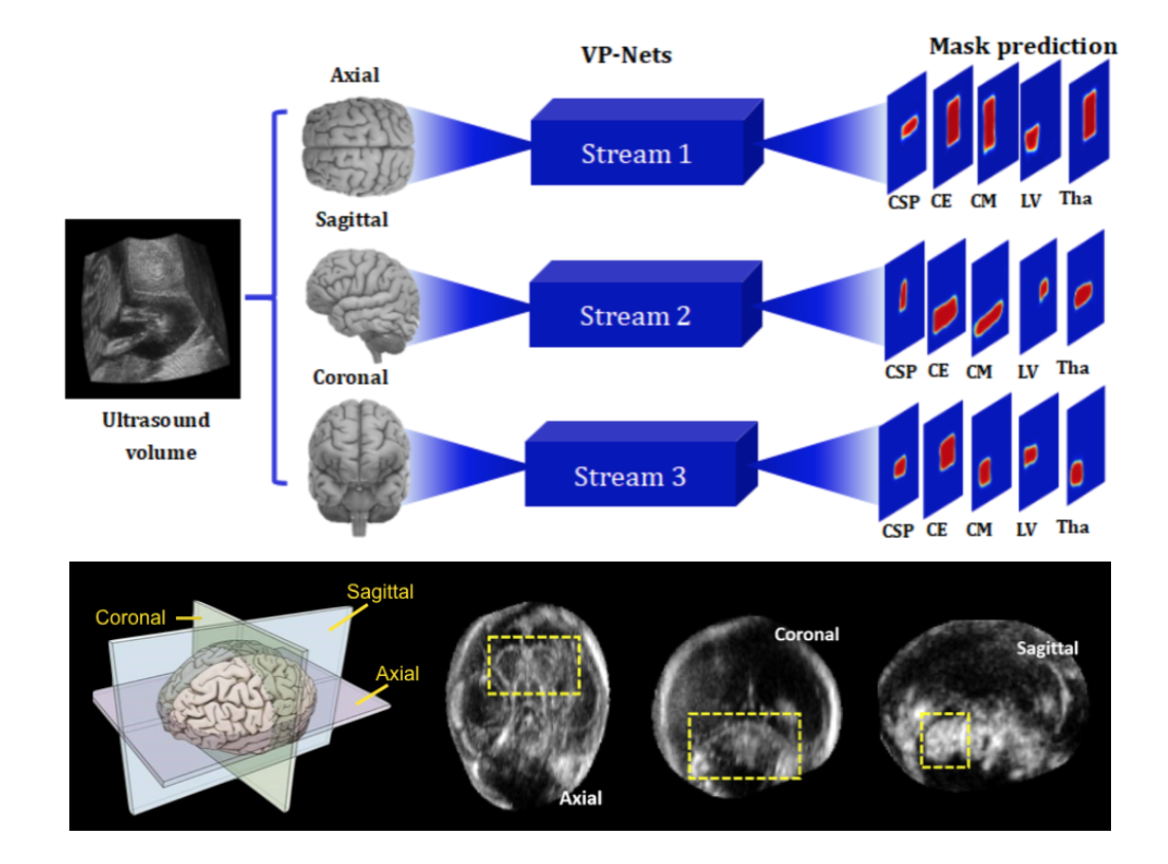 VP-Nets
Mask prediction
Axial
Stream 1
CSP CE CM LV Tha
Sagittal
Stream 2
CSP CE CM LV Tha
Ultrasound
volume
Coronal
Stream 3
CSP CE CM LV Tha
Coronal
Sagittal
Axial
Axial
Coronal
Sagittal